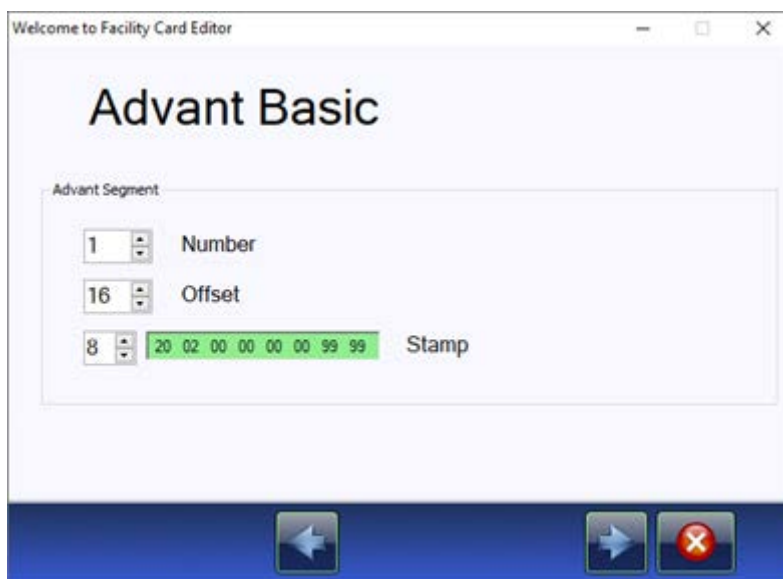 Welcome to Facility Card Editor
Advant Basic
Advant Segment
1 Number
16 Offset
8 20 02 00 00 00 00 99 99 Stamp